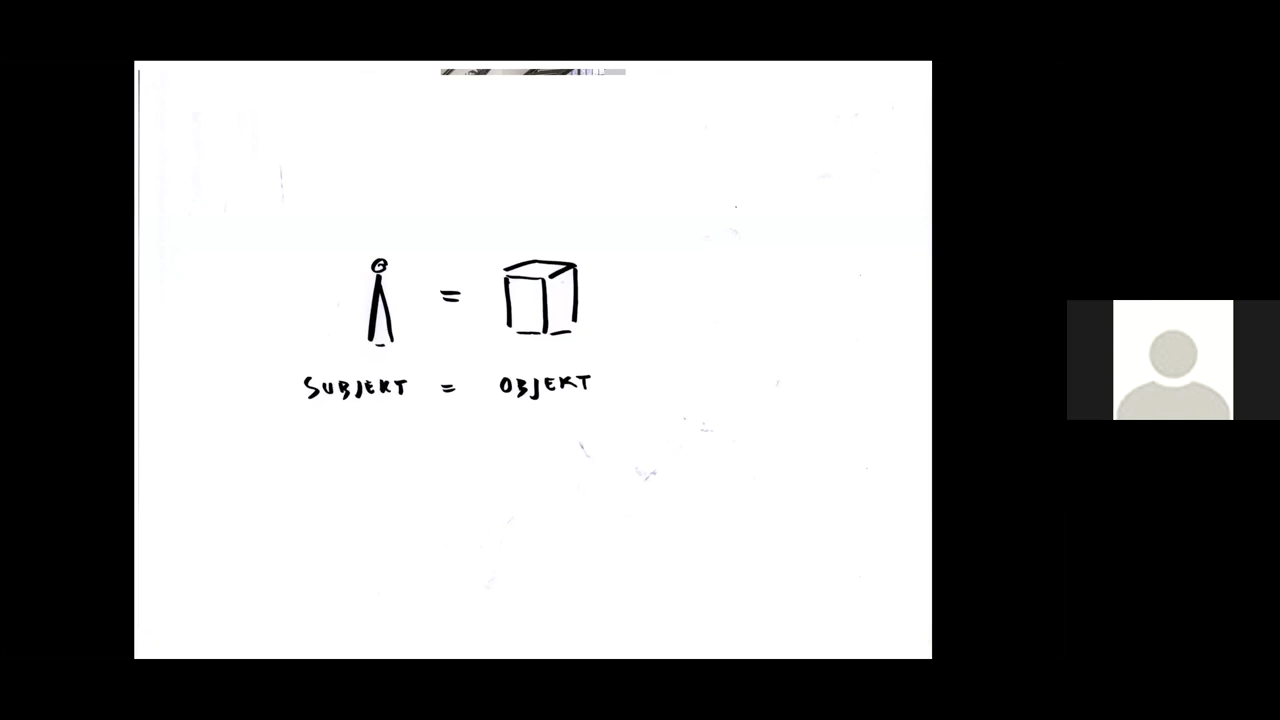 =
SUBJEKT = OBJEKT